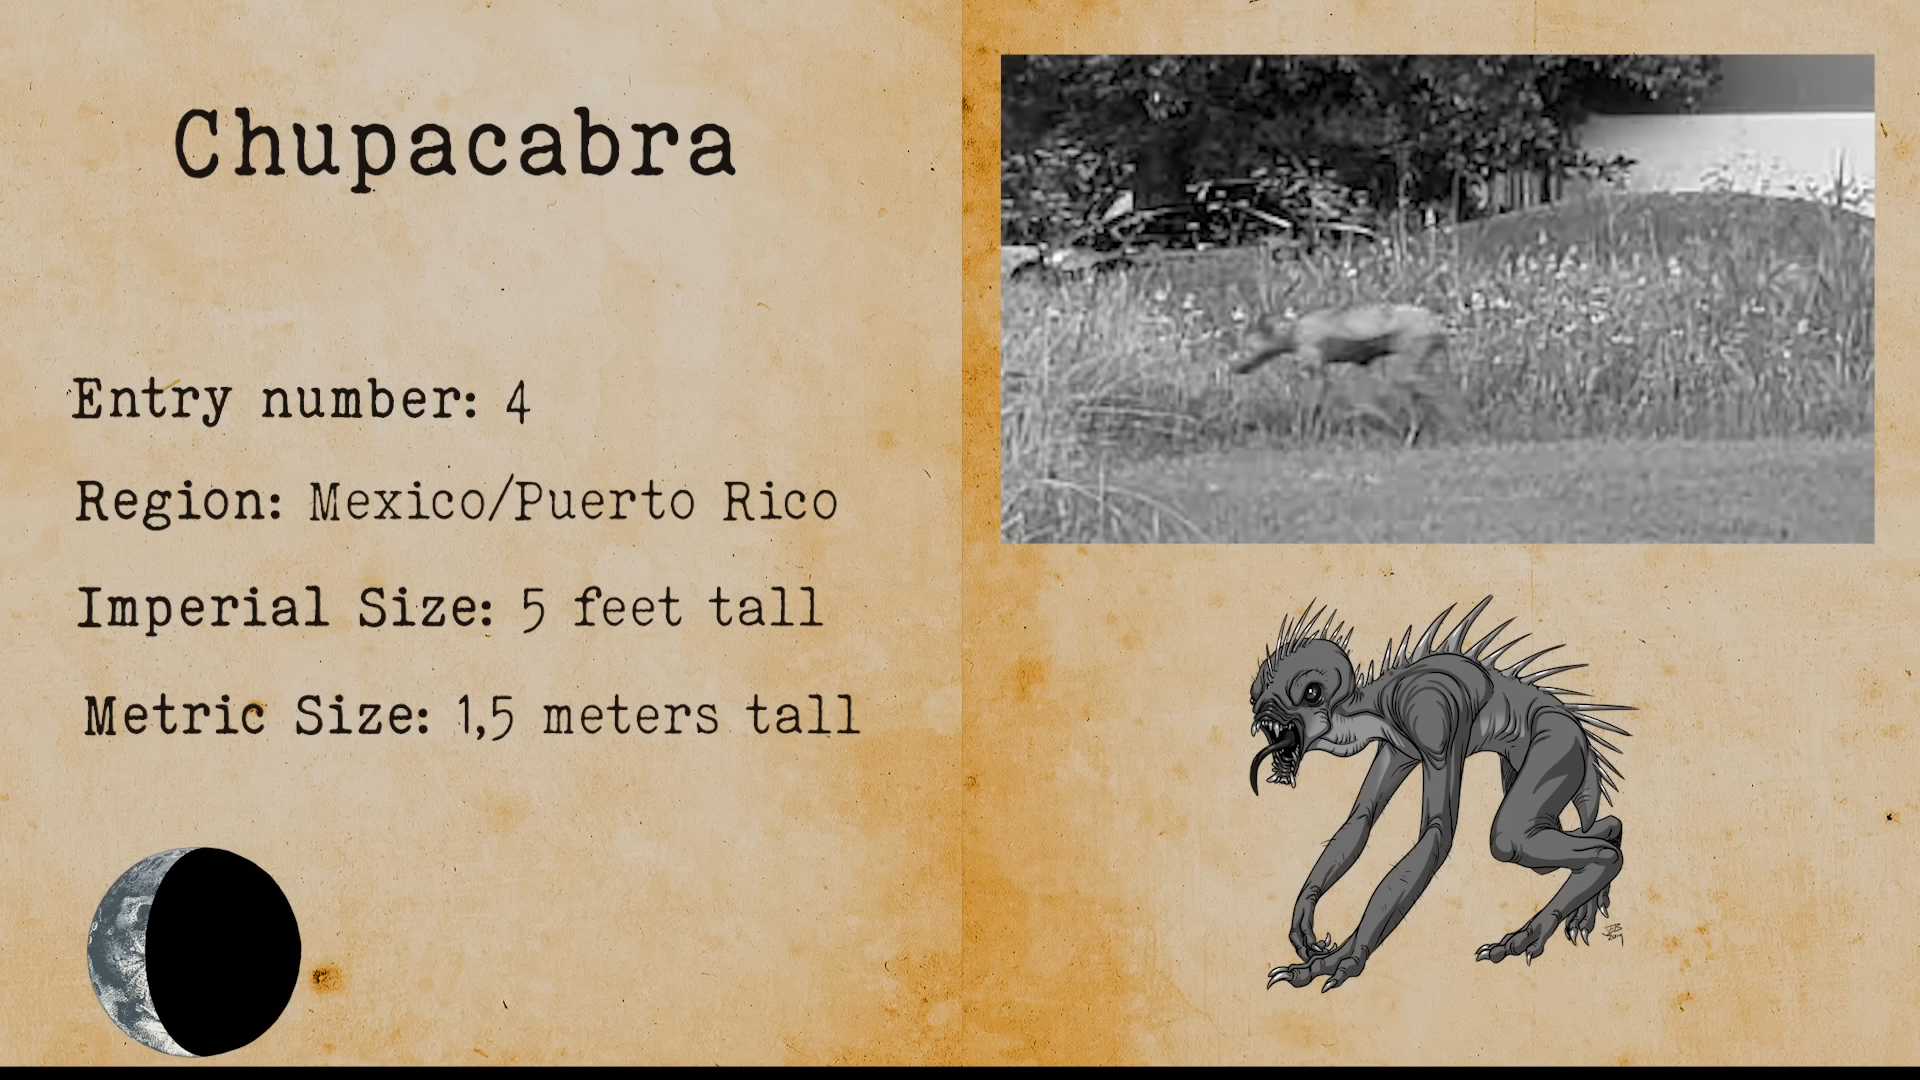 Chupacabra
Entry number: 4
Region: Mexico/Puerto Rico
Imperial Size: 5 feet tall
Metric Size: 1,5 meters tall